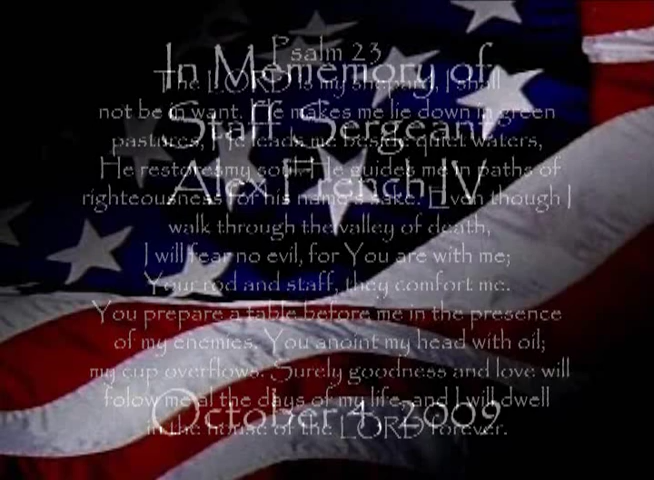 Psalm 23
The LORD is my sheperd, I shall
not be in want. He makes me lie down in green
pastures, He leads me beside quiet waters,
He restores my soul. He guides me in paths of
righteousness for his name's sake. Even though I
walk through the valley of death,
I will fear no evil, for You are with me;
Your rod and staff, they comfort me.
You prepare a table before me in the presence
of my enemies. You anoint my head with oil;
my cup overflows. Surely goodness and love will
folow me al the days of my life, and I will dwell
in the house of the LORD forever.
In Mememory of
Staff Sergeant
Alex French IV
October 4, 2009